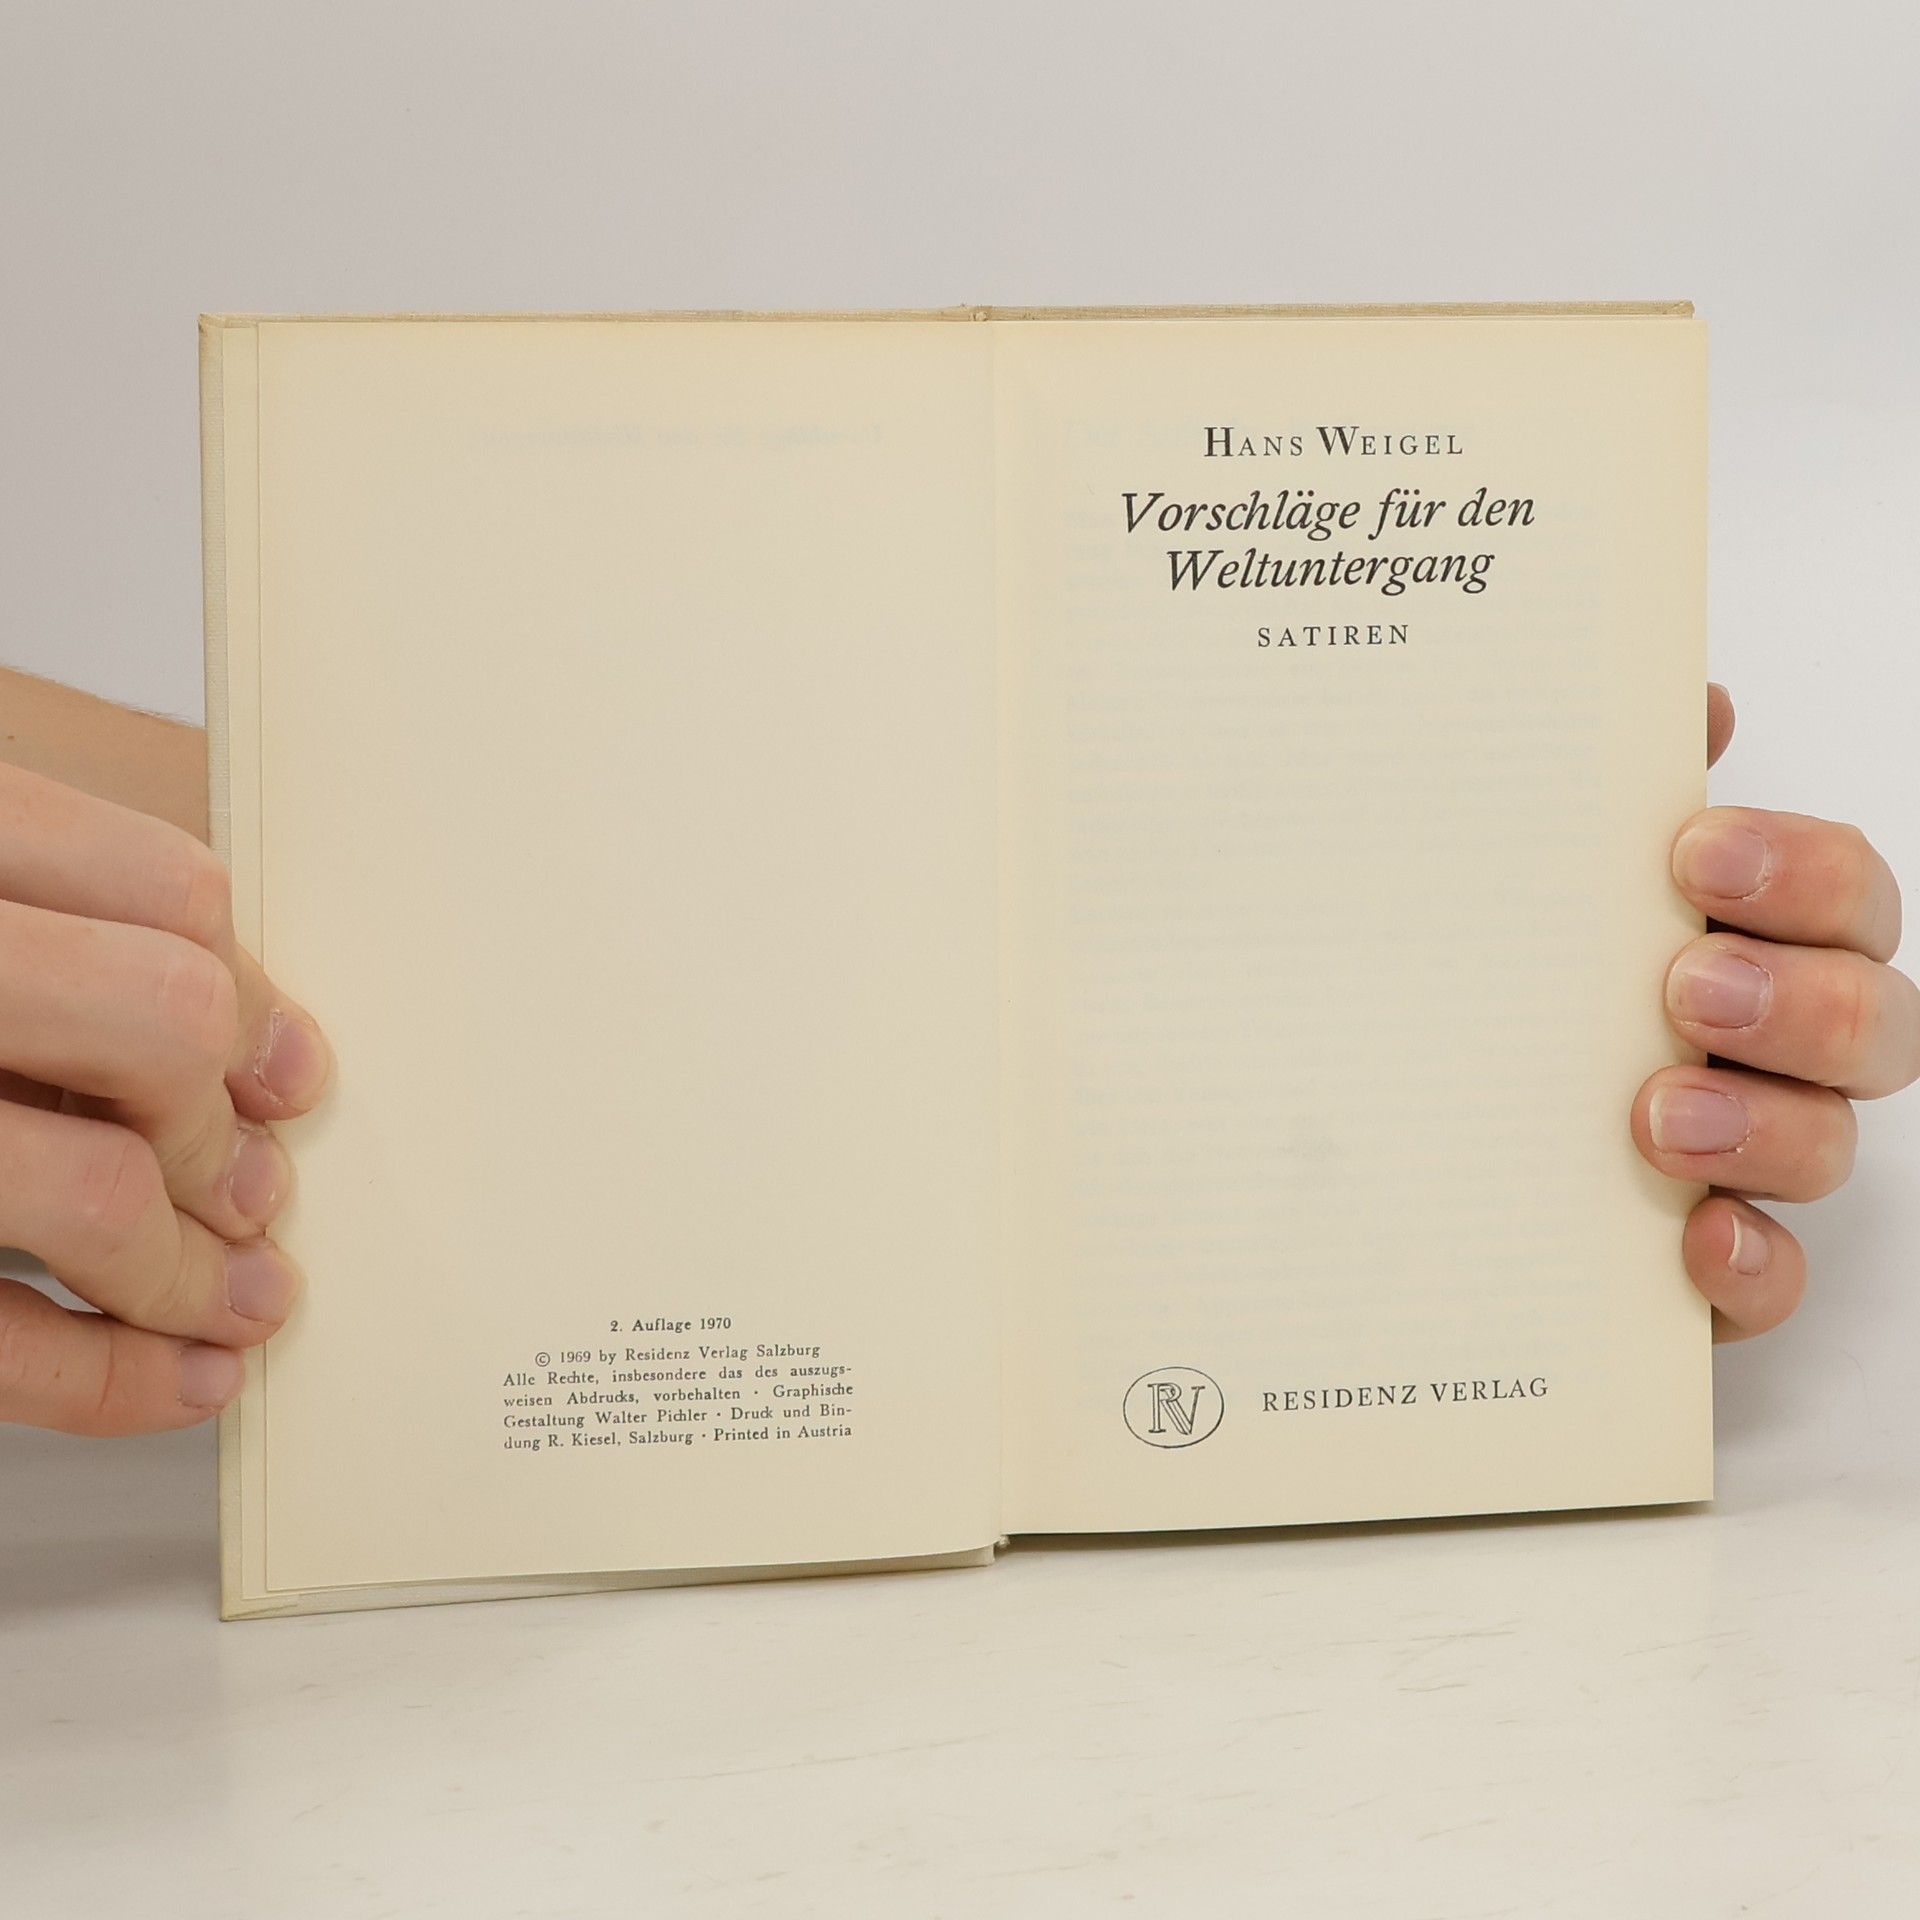 2. Auflage 1970
© 1969 by Residenz Verlag Salzburg
Alle Rechte, insbesondere das des auszugs-
weisen Abdrucks, vorbehalten · Graphische
Gestaltung Walter Pichler · Druck und Bin-
dung R. Kiesel, Salzburg · Printed in Austria
HANS WEIGEL
Vorschläge für den
Weltuntergang
SATIREN
RV RESIDENZ VERLAG